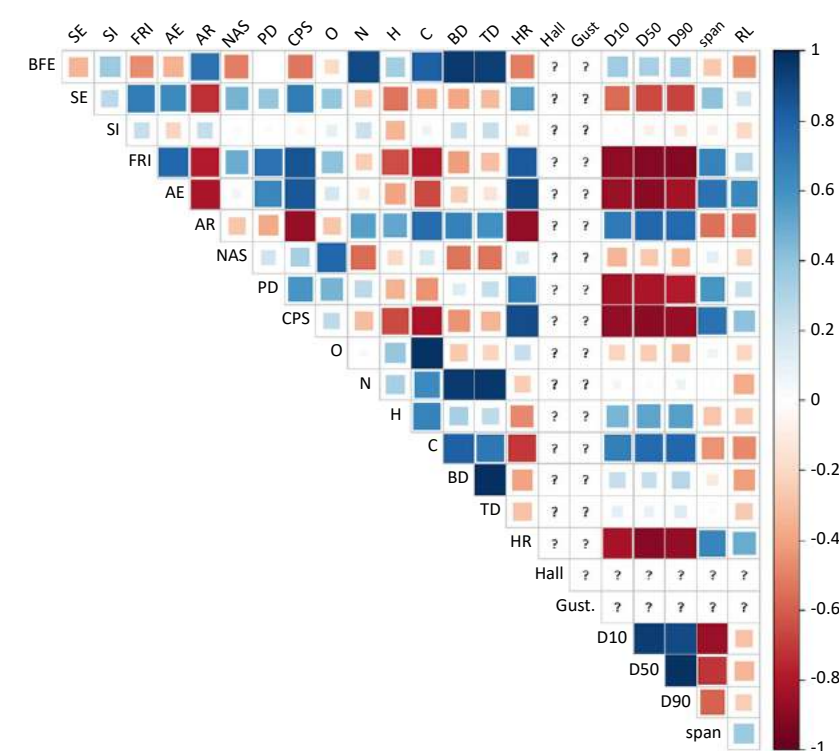 SE SI FRI AE AR NAS PD CPS O N H C BD TD HR Hall Gust D10 D50 D90 span RL
BFE ? ? 1
SE ? ?
SI ? ? 0.8
FRI ? ?
AE ? ? 0.6
AR ? ?
NAS ? ? 0.4
PD ? ?
CPS ? ? 0.2
O ? ?
N ? ? 0
H ? ?
C ? ? -0.2
BD ? ?
TD ? ? -0.4
HR ? ?
Hall ? ? ? ? ? ?
Gust. ? ? ? ? ? -0.6
D10
D50 -0.8
D90
span -1